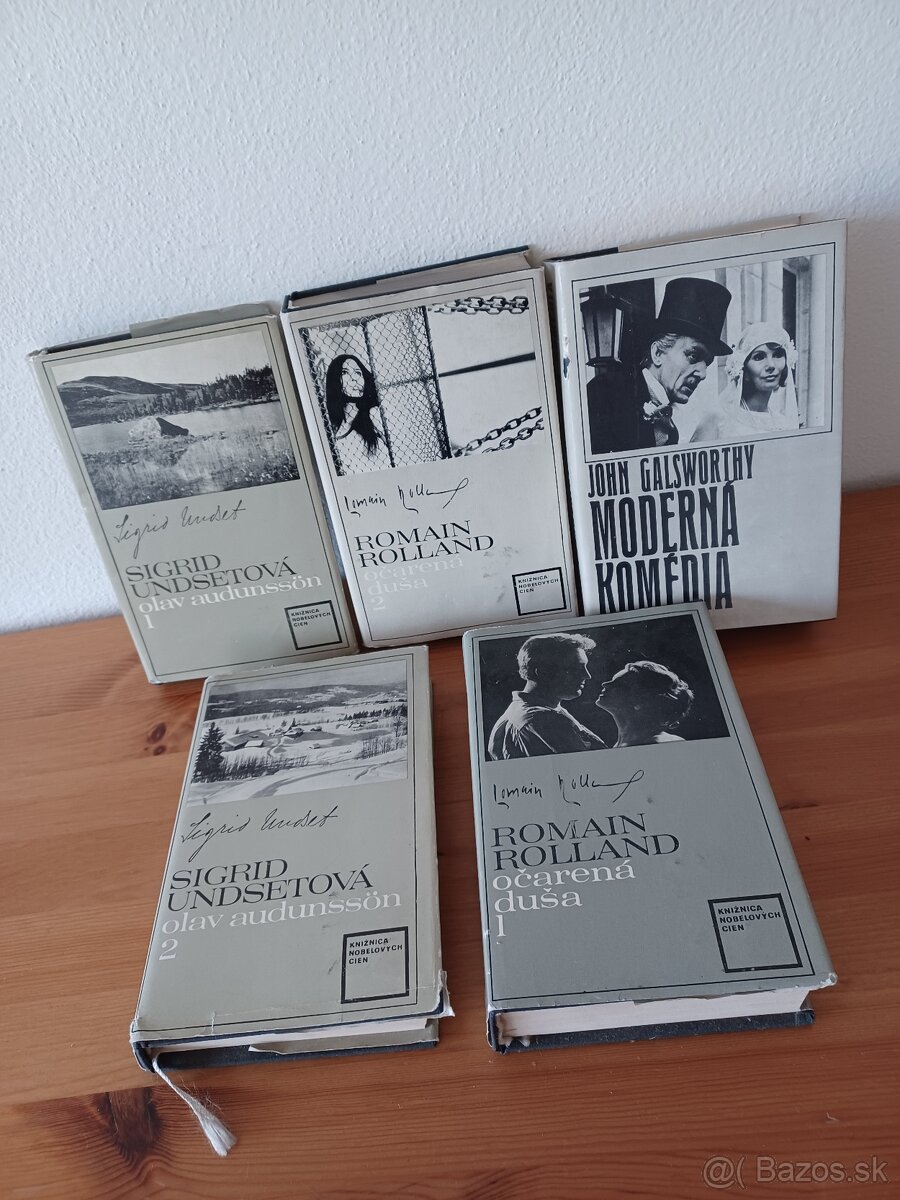 Sigrid Undset
SIGRID
UNDSETOVÁ
olav audunssön
1
KNIŽNICA
NOBELOVÝCH
CIEN
Romain Rolland
ROMAIN
ROLLAND
očarená
duša
2
KNIŽNICA
NOBELOVÝCH
CIEN
JOHN GALSWORTHY
MODERNÁ
KOMÉDIA
Sigrid Undset
SIGRID
UNDSETOVÁ
olav audunssön
2
KNIŽNICA
NOBELOVÝCH
CIEN
Romain Rolland
ROMAIN
ROLLAND
očarená
duša
1
KNIŽNICA
NOBELOVÝCH
CIEN
@( Bazos.sk